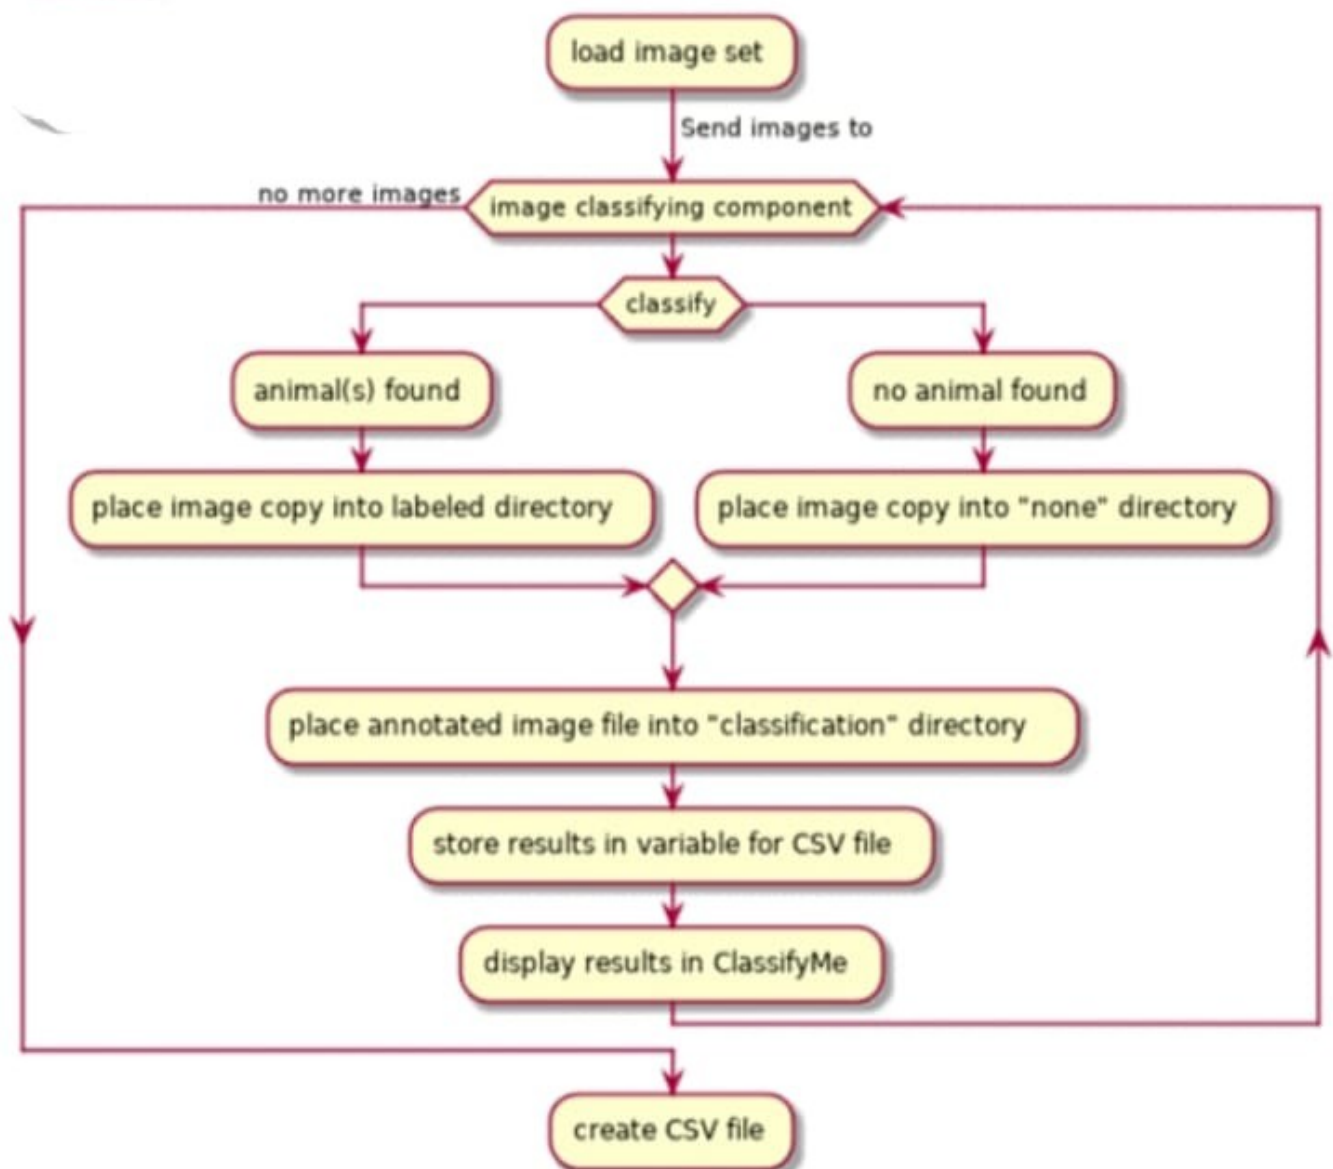 load image set
Send images to
no more images
image classifying component
classify
animal(s) found
no animal found
place image copy into labeled directory
place image copy into "none" directory
place annotated image file into "classification" directory
store results in variable for CSV file
display results in ClassifyMe
create CSV file